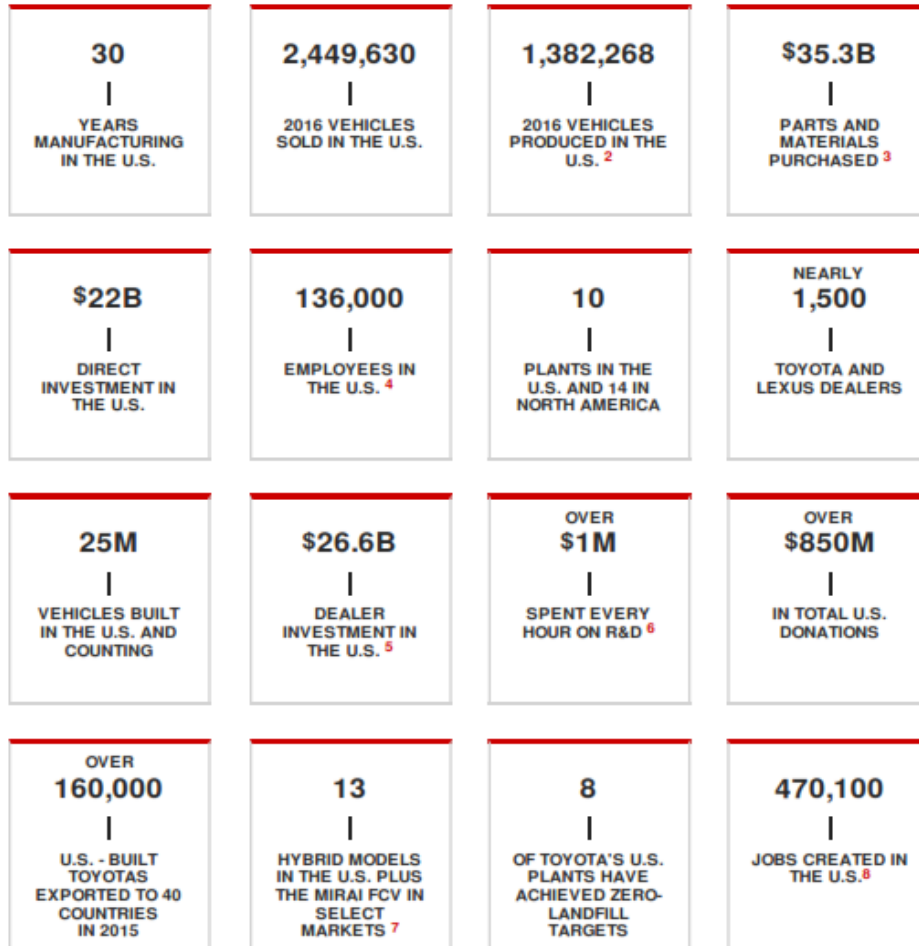 30
YEARS
MANUFACTURING
IN THE U.S.
2,449,630
2016 VEHICLES
SOLD IN THE U.S.
1,382,268
2016 VEHICLES
PRODUCED IN THE
U.S. 2
$35.3B
PARTS AND
MATERIALS
PURCHASED 3
$22B
DIRECT
INVESTMENT IN
THE U.S.
136,000
EMPLOYEES IN
THE U.S. 4
10
PLANTS IN THE
U.S. AND 14 IN
NORTH AMERICA
NEARLY
1,500
TOYOTA AND
LEXUS DEALERS
25M
VEHICLES BUILT
IN THE U.S. AND
COUNTING
$26.6B
DEALER
INVESTMENT IN
THE U.S. 5
OVER
$1M
SPENT EVERY
HOUR ON R&D 6
OVER
$850M
IN TOTAL U.S.
DONATIONS
OVER
160,000
U.S. - BUILT
TOYOTAS
EXPORTED TO 40
COUNTRIES
IN 2015
13
HYBRID MODELS
IN THE U.S. PLUS
THE MIRAI FCV IN
SELECT
MARKETS 7
8
OF TOYOTA'S U.S.
PLANTS HAVE
ACHIEVED ZERO-
LANDFILL
TARGETS
470,100
JOBS CREATED IN
THE U.S.8